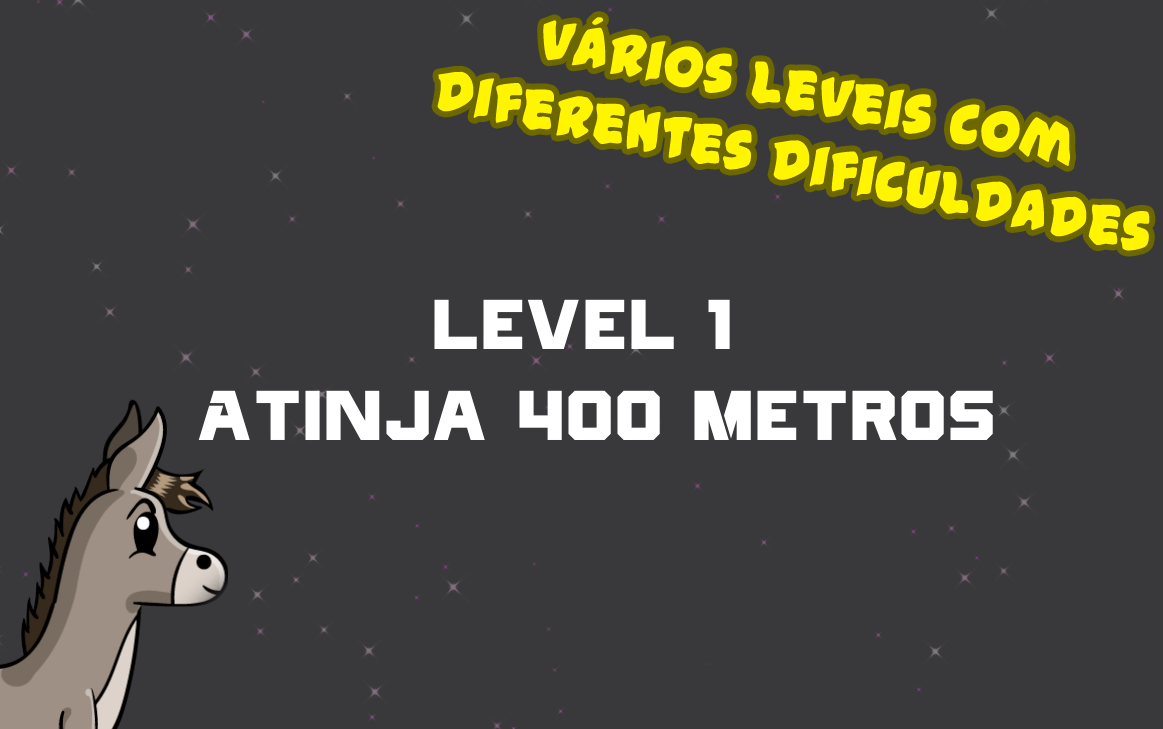 VÁRIOS LEVEIS COM
DIFERENTES DIFICULDADES
LEVEL 1
ATINJA 400 METROS